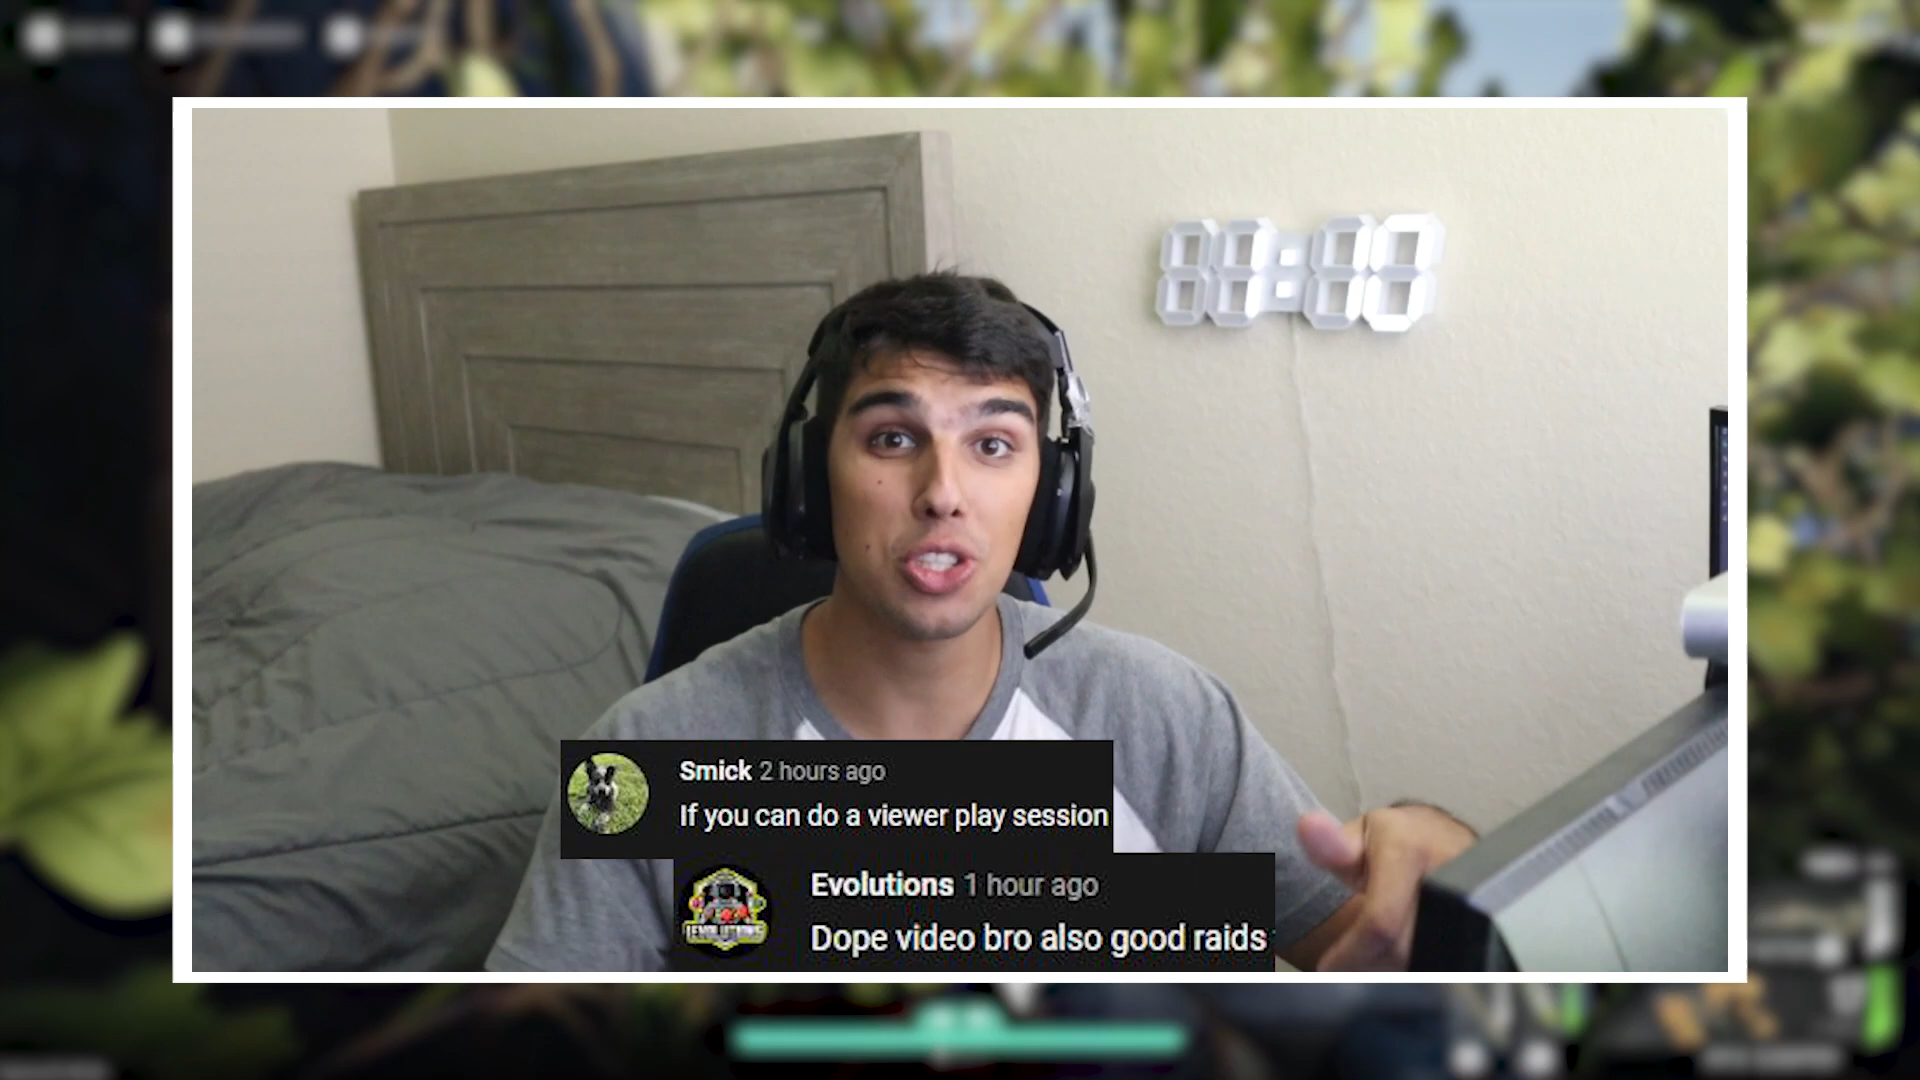 Smick 2 hours ago
If you can do a viewer play session
Evolutions 1 hour ago
Dope video bro also good raids